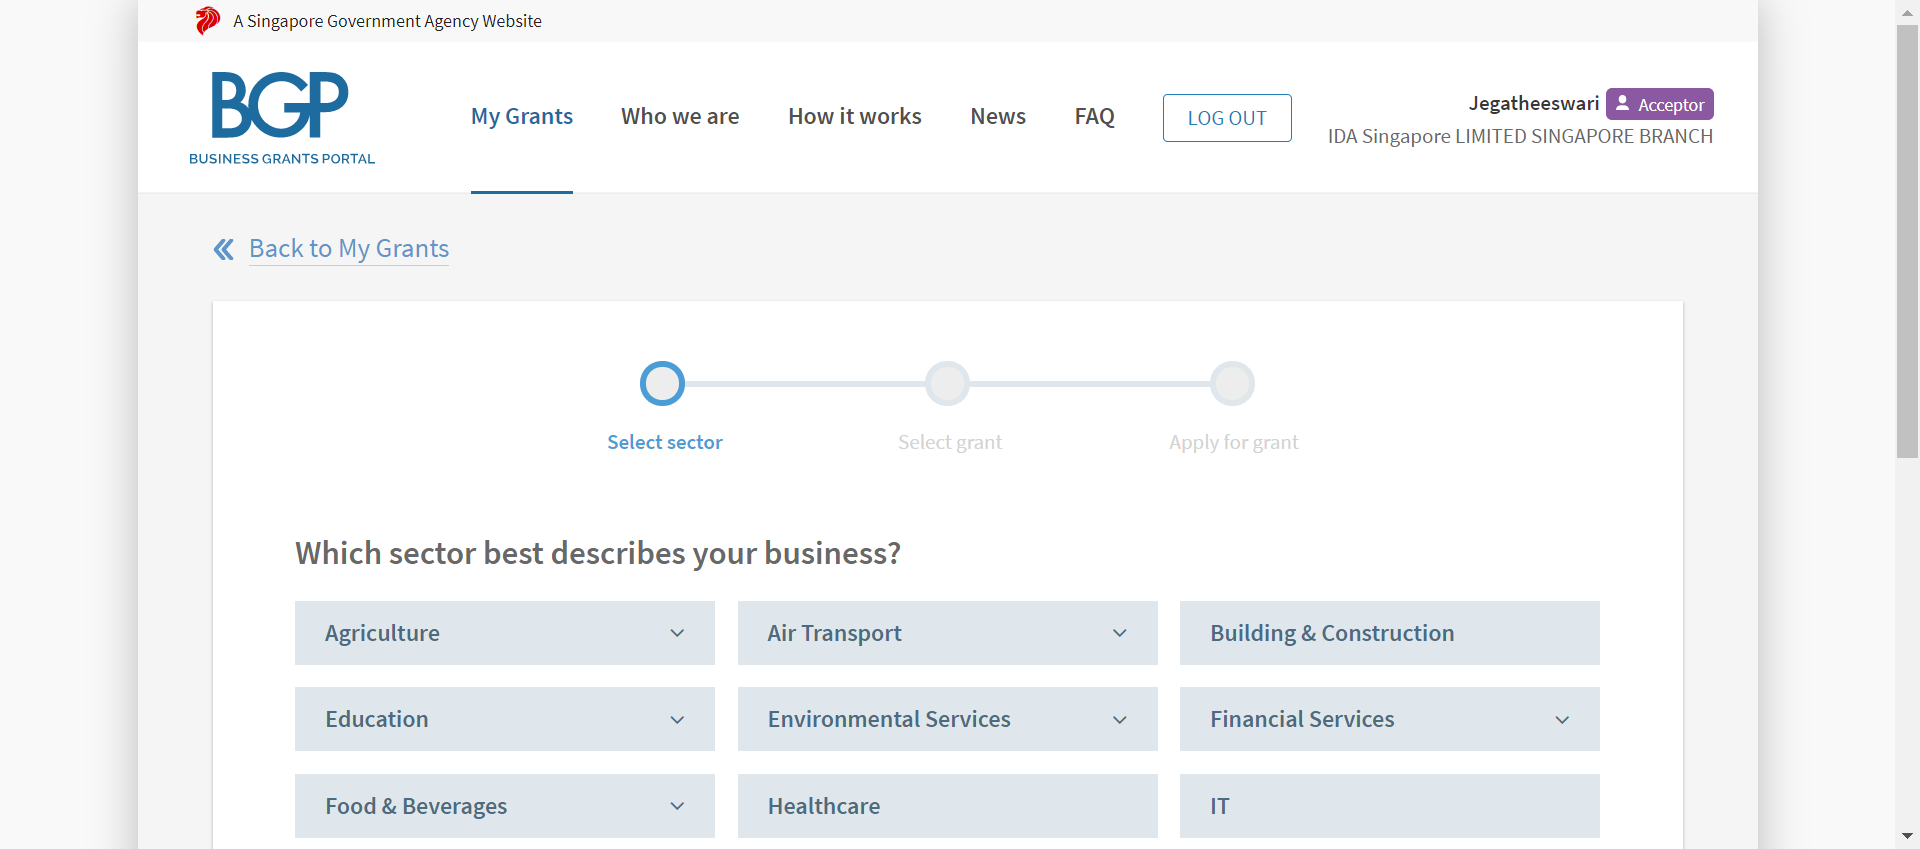 A Singapore Government Agency Website
BGP
BUSINESS GRANTS PORTAL
My Grants
Who we are
How it works
News
FAQ
LOG OUT
Jegatheeswari Acceptor
IDA Singapore LIMITED SINGAPORE BRANCH
Back to My Grants
Select sector
Select grant
Apply for grant
Which sector best describes your business?
Agriculture
Air Transport
Building & Construction
Education
Environmental Services
Financial Services
Food & Beverages
Healthcare
IT